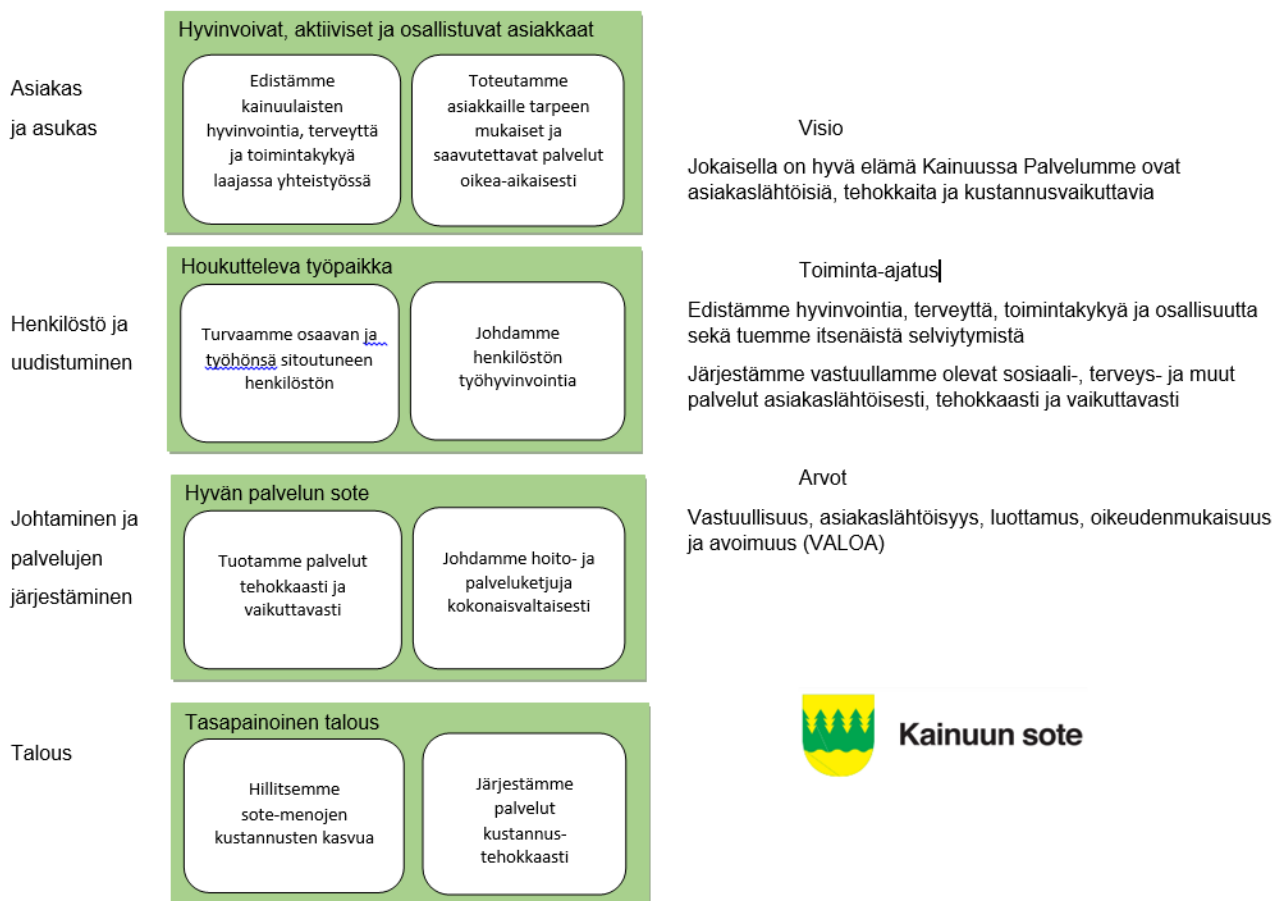 Asiakas
ja asukas
Hyvinvoivat, aktiiviset ja osallistuvat asiakkaat
Edistämme
kainuulaisten
hyvinvointia, terveyttä
ja toimintakykyä
laajassa yhteistyössä
Toteutamme
asiakkaille tarpeen
mukaiset ja
saavutettavat palvelut
oikea-aikaisesti
Henkilöstö ja
uudistuminen
Houkutteleva työpaikka
Turvaamme osaavan ja
työhönsä sitoutuneen
henkilöstön
Johdamme
henkilöstön
työhyvinvointia
Johtaminen ja
palvelujen
järjestäminen
Hyvän palvelun sote
Tuotamme palvelut
tehokkaasti ja
vaikuttavasti
Johdamme hoito- ja
palveluketjuja
kokonaisvaltaisesti
Talous
Tasapainoinen talous
Hillitsemme
sote-menojen
kustannusten kasvua
Järjestämme
palvelut
kustannus-
tehokkaasti
Visio
Jokaisella on hyvä elämä Kainuussa Palvelumme ovat
asiakaslähtöisiä, tehokkaita ja kustannusvaikuttavia
Toiminta-ajatus
Edistämme hyvinvointia, terveyttä, toimintakykyä ja osallisuutta
sekä tuemme itsenäistä selviytymistä
Järjestämme vastuullamme olevat sosiaali-, terveys- ja muut
palvelut asiakaslähtöisesti, tehokkaasti ja vaikuttavasti
Arvot
Vastuullisuus, asiakaslähtöisyys, luottamus, oikeudenmukaisuus
ja avoimuus (VALOA)
Kainuun sote